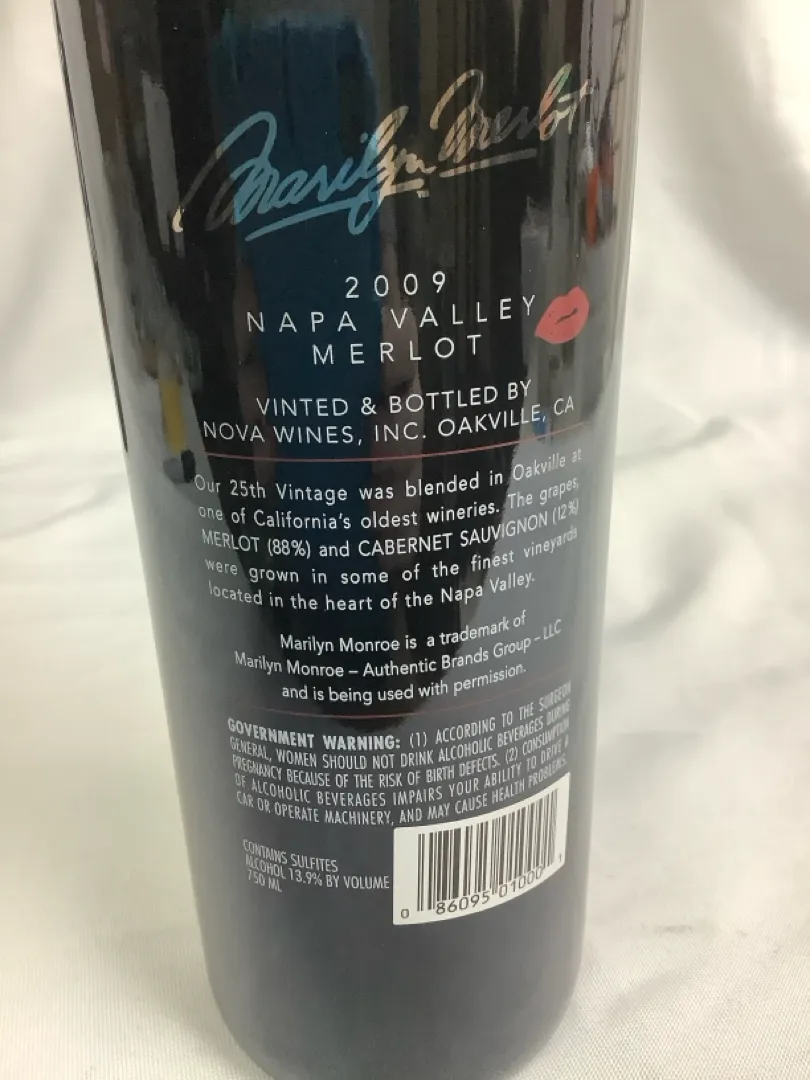 Marilyn Merlot
2009
NAPA VALLEY
MERLOT
VINTED & BOTTLED BY
NOVA WINES, INC. OAKVILLE, CA
Our 25th Vintage was blended in Oakville at
one of California's oldest wineries. The grapes,
MERLOT (88%) and CABERNET SAUVIGNON (12%)
were grown in some of the finest vineyards
located in the heart of the Napa Valley.
Marilyn Monroe is a trademark of
Marilyn Monroe – Authentic Brands Group – LLC
and is being used with permission.
GOVERNMENT WARNING: (1) ACCORDING TO THE SURGEON
GENERAL, WOMEN SHOULD NOT DRINK ALCOHOLIC BEVERAGES DURING
PREGNANCY BECAUSE OF THE RISK OF BIRTH DEFECTS. (2) CONSUMPTION
OF ALCOHOLIC BEVERAGES IMPAIRS YOUR ABILITY TO DRIVE A
CAR OR OPERATE MACHINERY, AND MAY CAUSE HEALTH PROBLEMS.
CONTAINS SULFITES
ALCOHOL 13.9% BY VOLUME
750 ML
0 86095 01000 1